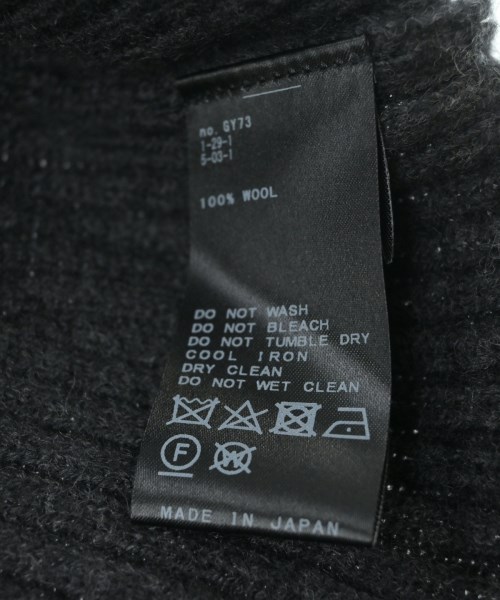 no. GY73
1-29-1
5-03-1
100% WOOL
DO NOT WASH
DO NOT BLEACH
DO NOT TUMBLE DRY
COOL IRON
DRY CLEAN
DO NOT WET CLEAN
F W
MADE IN JAPAN